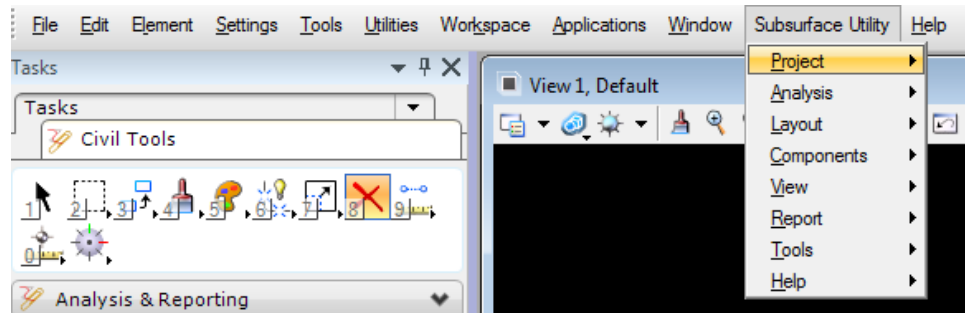 File Edit Element Settings Tools Utilities Workspace Applications Window Subsurface Utility Help
Tasks
Tasks
Civil Tools
1 2 3 4 5 6 7 8 9
0
Analysis & Reporting
View 1, Default
Project
Analysis
Layout
Components
View
Report
Tools
Help